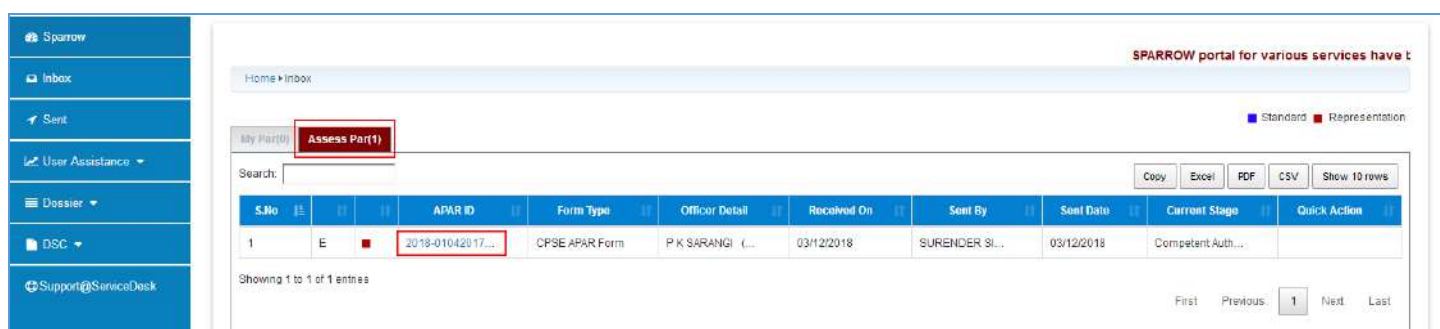 Sparrow
Inbox
Sent
User Assistance
Dossier
DSC
Support@ServiceDesk
SPARROW portal for various services have b
Home Inbox
Standard Representation
My Par(0) Assess Par(1)
Search:
Copy Excel PDF CSV Show 10 rows
S.No APAR ID Form Type Officer Detail Received On Sent By Sent Date Current Stage Quick Action
1 E 2018-01042017... CPSE APAR Form P K SARANGI (... 03/12/2018 SURENDER SI... 03/12/2018 Competent Auth...
Showing 1 to 1 of 1 entries
First Previous 1 Next Last